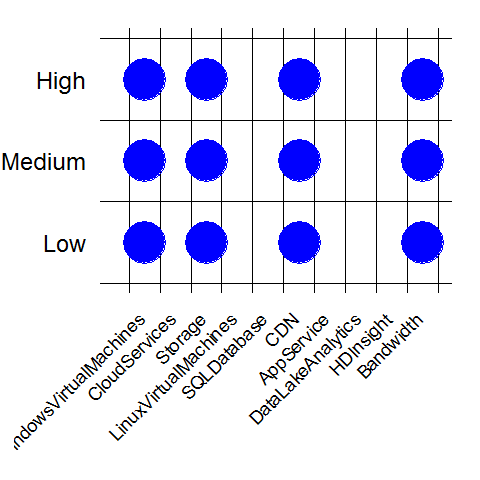 High
Medium
Low
ndowsVirtualMachines
CloudServices
Storage
LinuxVirtualMachines
SQLDatabase
CDN
AppService
DataLakeAnalytics
HDInsight
Bandwidth